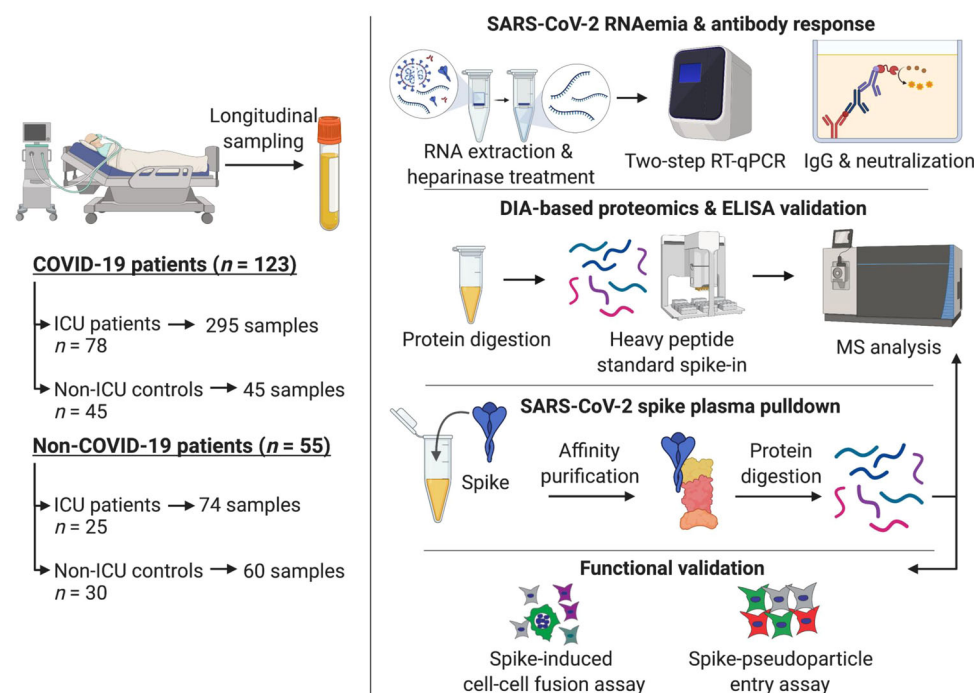 Longitudinal
sampling
COVID-19 patients (n = 123)
ICU patients
n = 78
295 samples
Non-ICU controls
n = 45
45 samples
Non-COVID-19 patients (n = 55)
ICU patients
n = 25
74 samples
Non-ICU controls
n = 30
60 samples
SARS-CoV-2 RNAemia & antibody response
RNA extraction &
heparinase treatment
Two-step RT-qPCR
IgG & neutralization
DIA-based proteomics & ELISA validation
Protein digestion
Heavy peptide
standard spike-in
MS analysis
SARS-CoV-2 spike plasma pulldown
Spike
Affinity
purification
Protein
digestion
Functional validation
Spike-induced
cell-cell fusion assay
Spike-pseudoparticle
entry assay